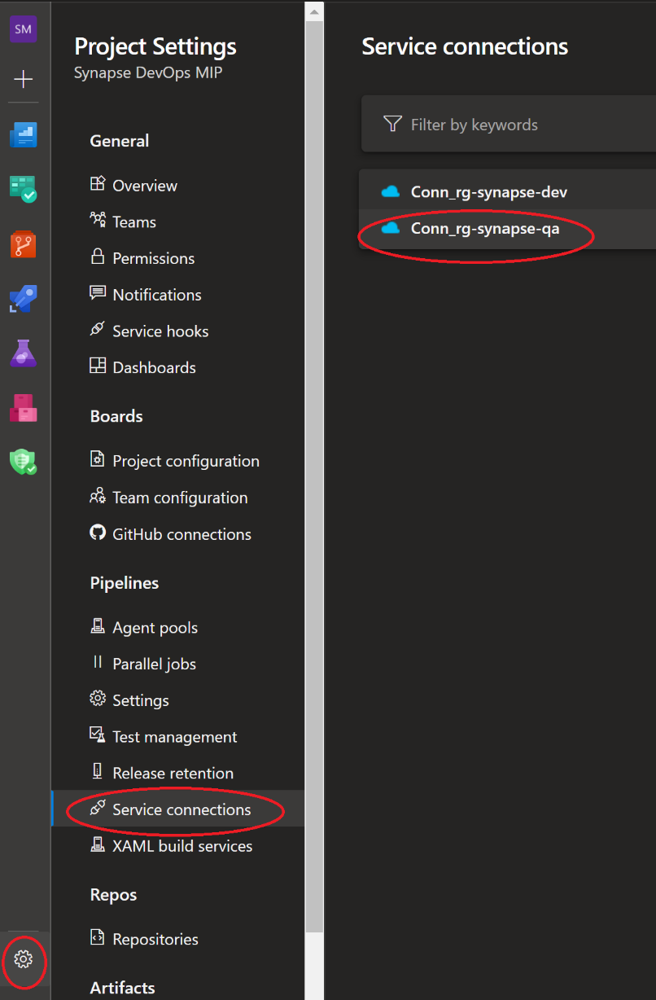 SM
Project Settings
Synapse DevOps MIP
General
Overview
Teams
Permissions
Notifications
Service hooks
Dashboards
Boards
Project configuration
Team configuration
GitHub connections
Pipelines
Agent pools
Parallel jobs
Settings
Test management
Release retention
Service connections
XAML build services
Repos
Repositories
Artifacts
Service connections
Filter by keywords
Conn_rg-synapse-dev
Conn_rg-synapse-qa